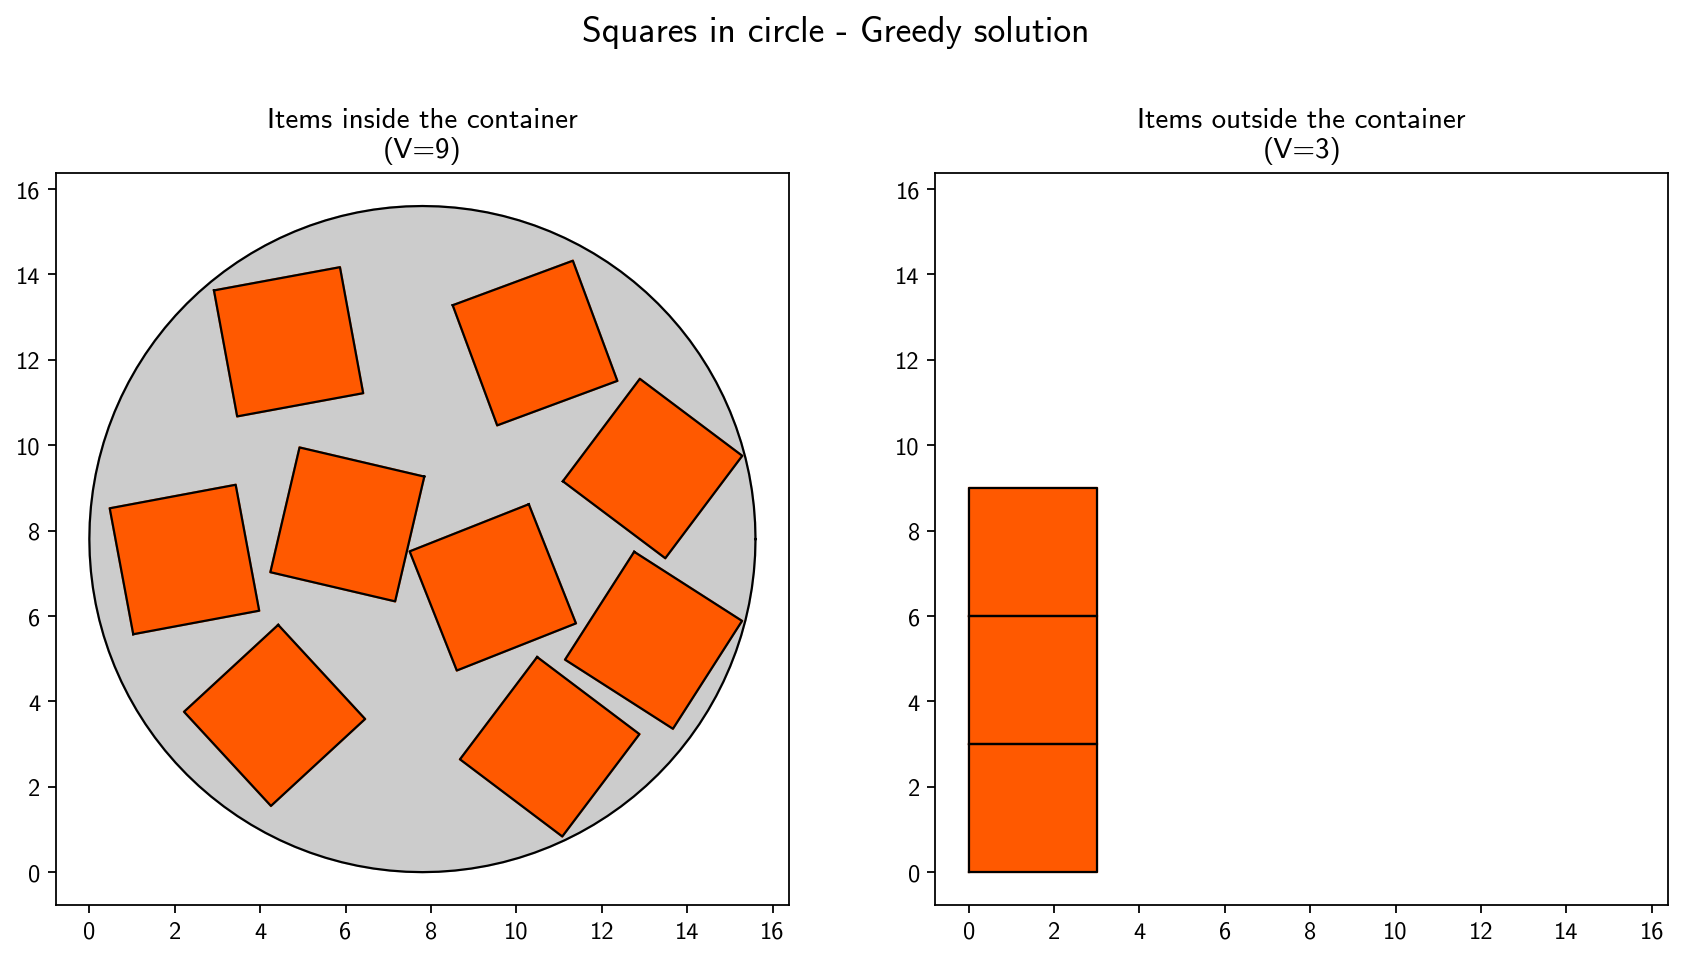 Squares in circle - Greedy solution
Items inside the container
(V=9)
16
14
12
10
8
6
4
2
0
0 2 4 6 8 10 12 14 16
Items outside the container
(V=3)
16
14
12
10
8
6
4
2
0
0 2 4 6 8 10 12 14 16